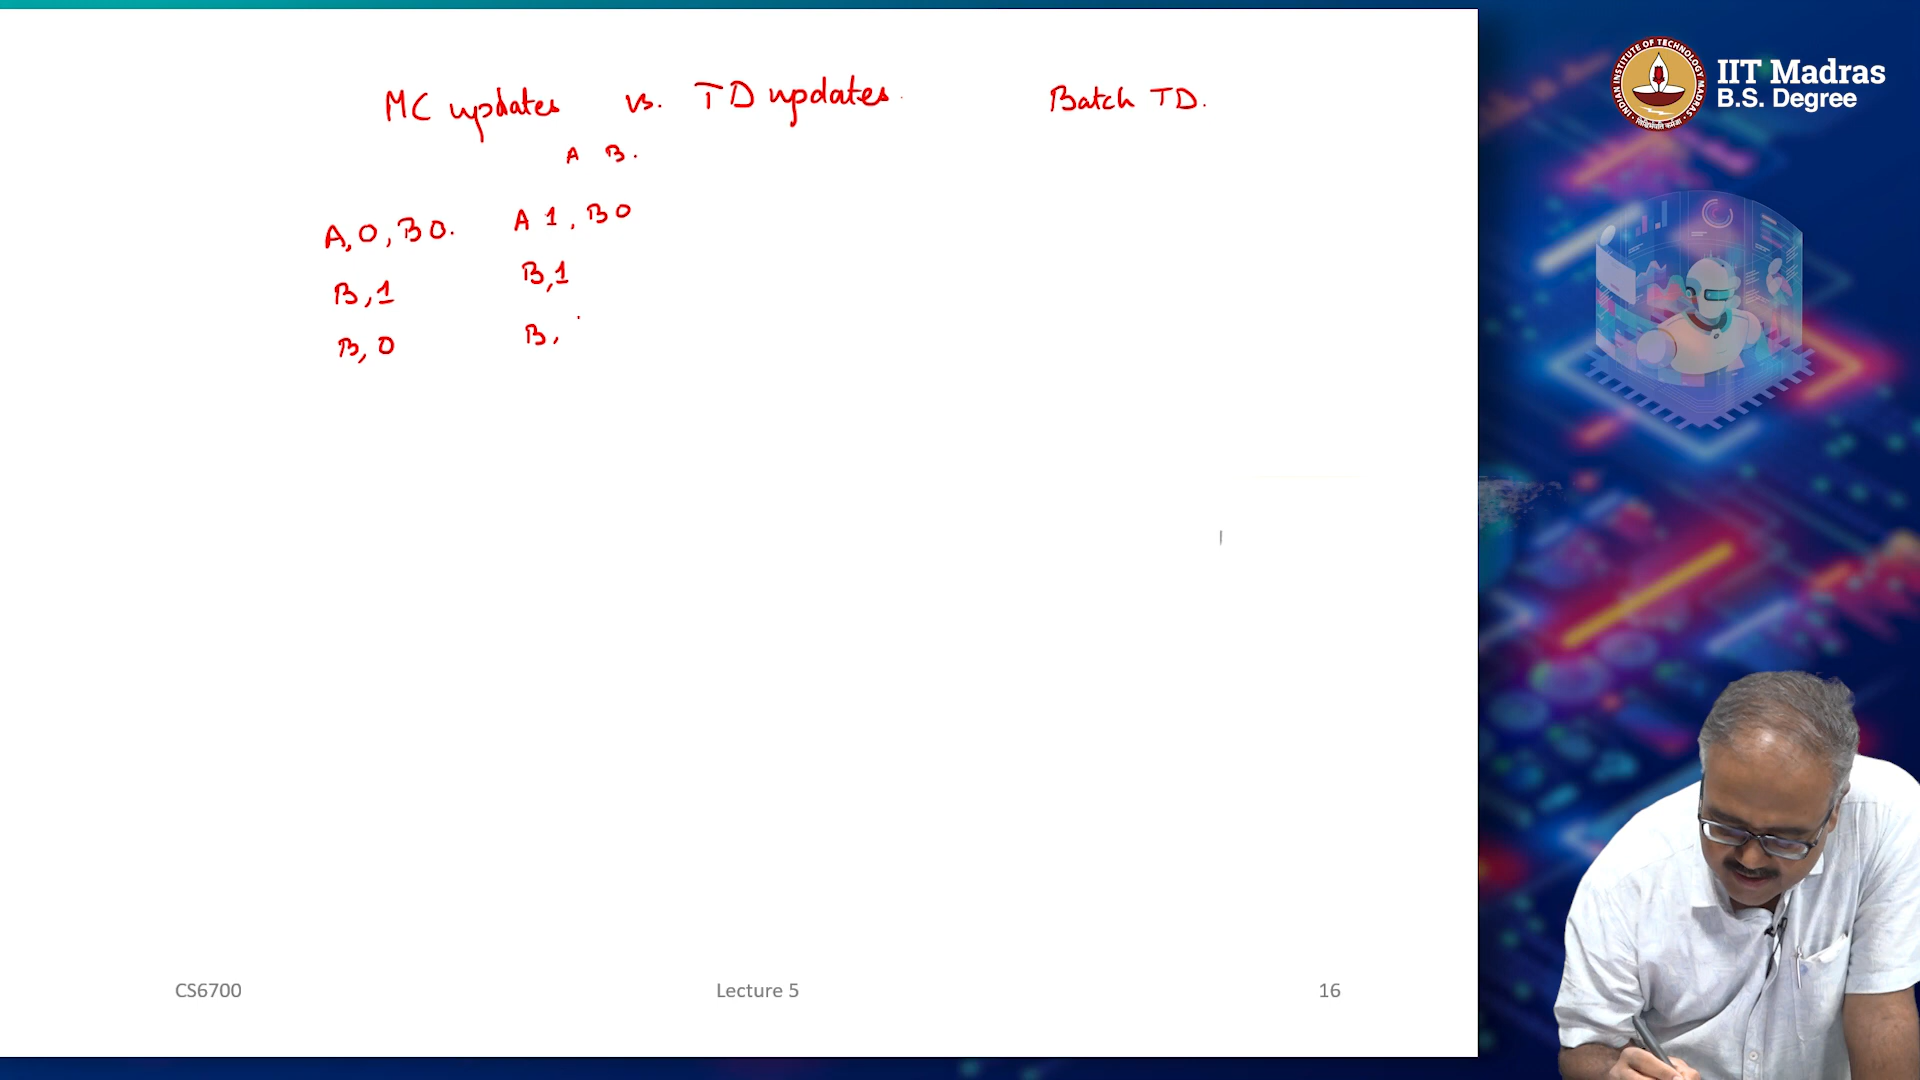 MC updates vs. TD updates. Batch TD.
A B.
A, 0, B 0. A 1, B 0
B, 1 B, 1
B, 0 B,
IIT Madras
B.S. Degree
CS6700 Lecture 5 16